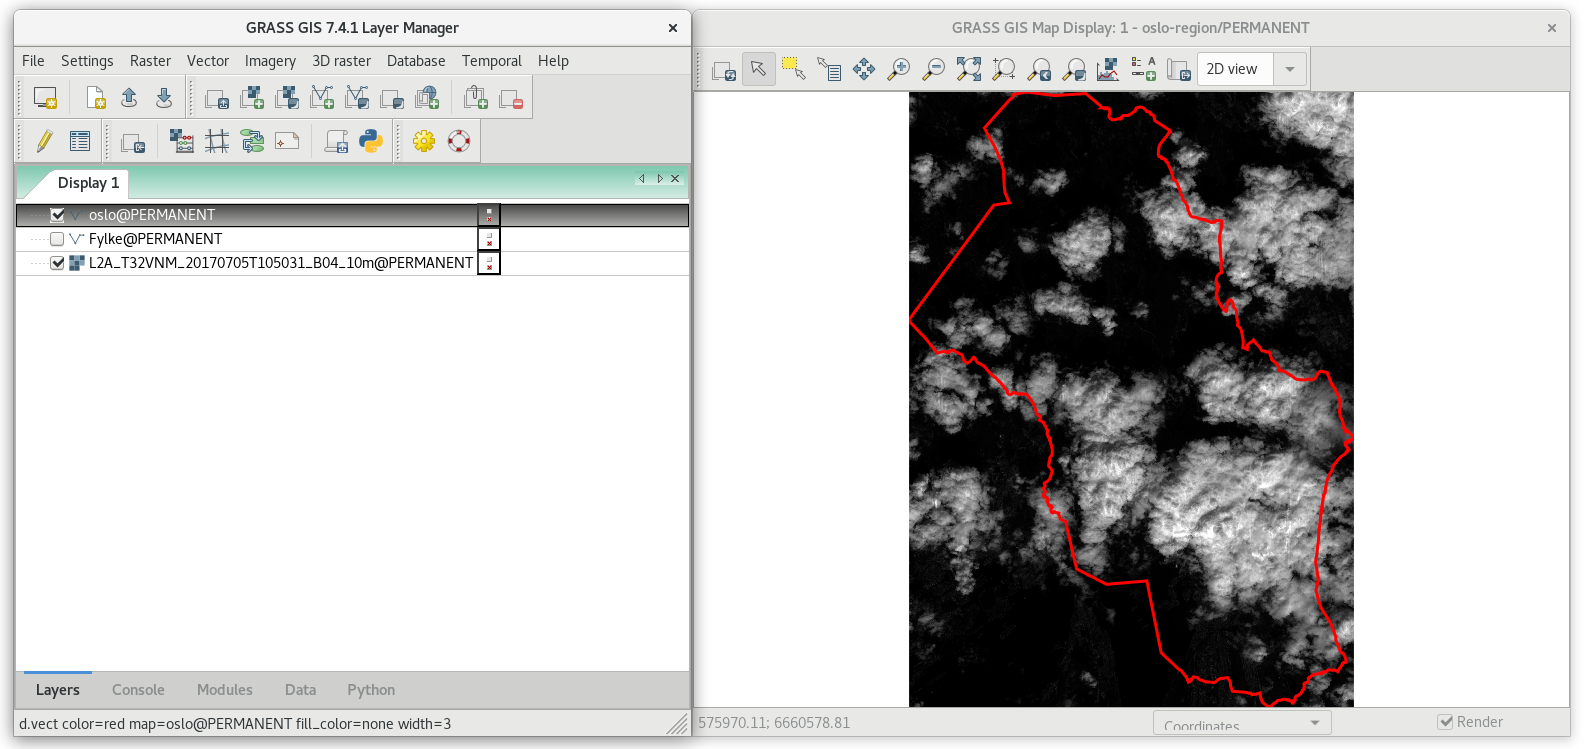 GRASS GIS 7.4.1 Layer Manager
File Settings Raster Vector Imagery 3D raster Database Temporal Help
Display 1
oslo@PERMANENT
Fylke@PERMANENT
L2A_T32VNM_20170705T105031_B04_10m@PERMANENT
Layers Console Modules Data Python
d.vect color=red map=oslo@PERMANENT fill_color=none width=3
GRASS GIS Map Display: 1 - oslo-region/PERMANENT
2D view
575970.11; 6660578.81
Coordinates
Render